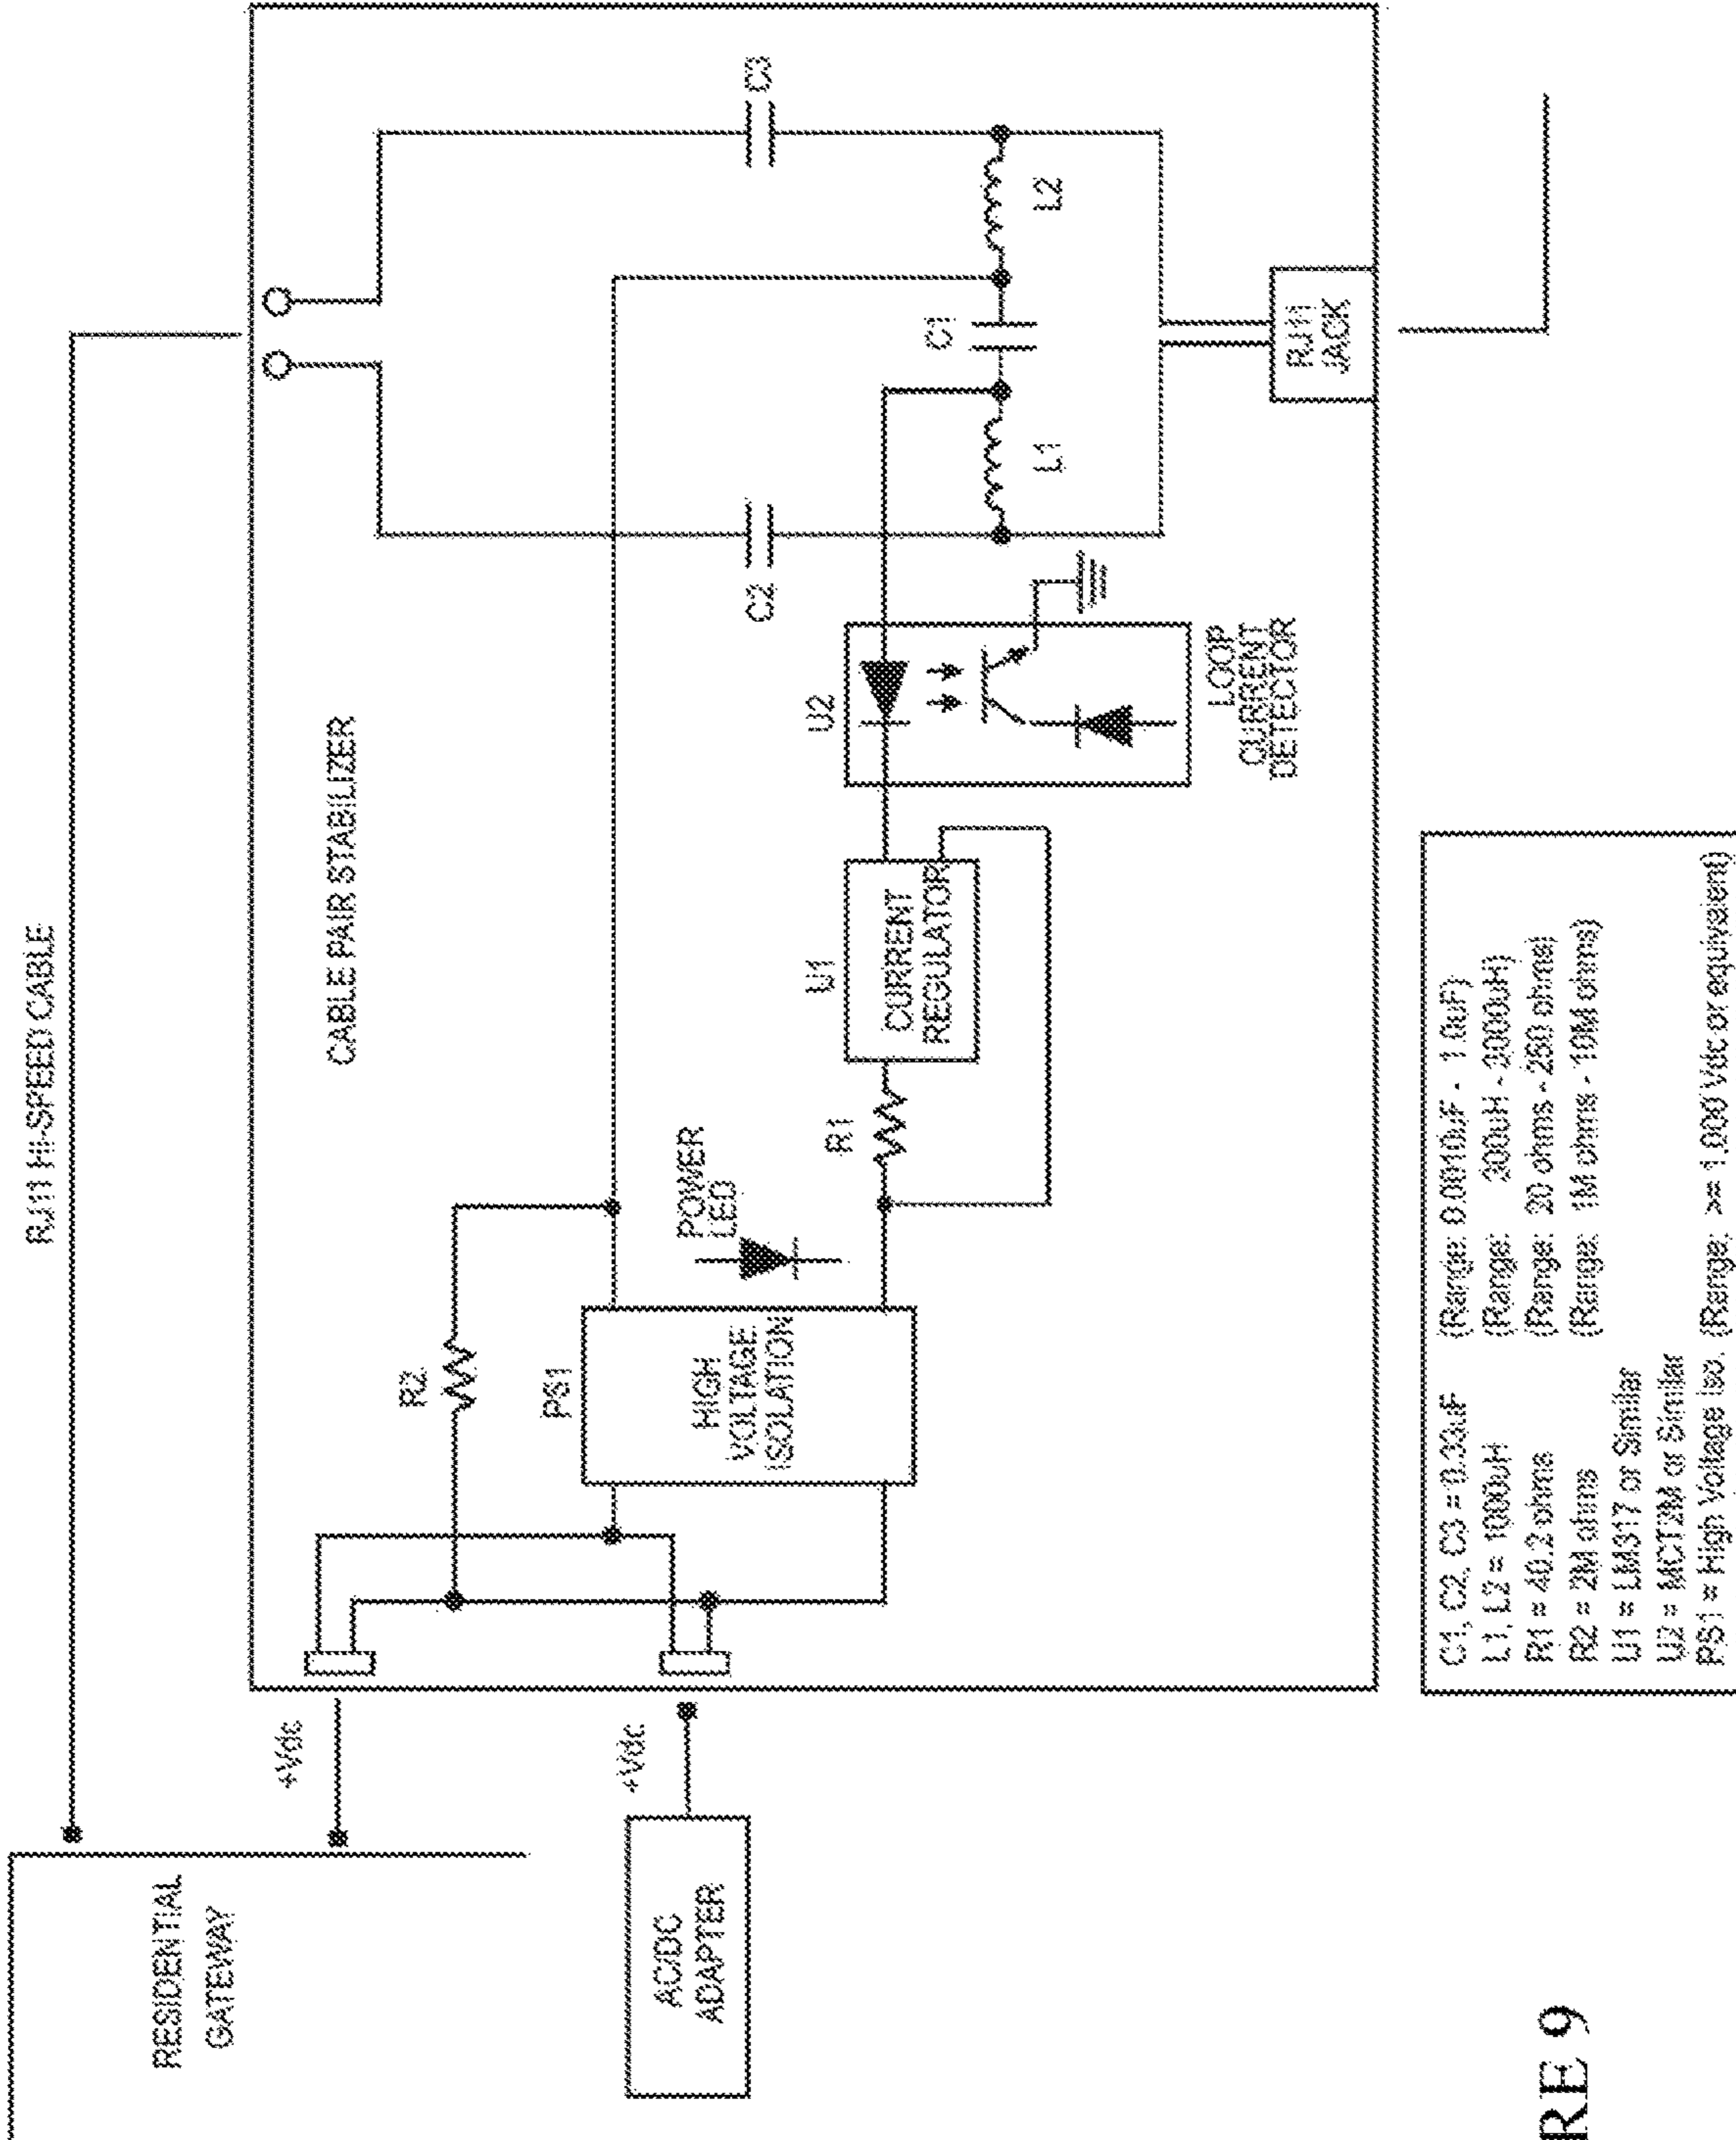 RJ11 HI-SPEED CABLE
RESIDENTIAL
GATEWAY
+Vdc
CABLE PAIR STABILIZER
R2
PS1
HIGH
VOLTAGE
ISOLATION
POWER
LED
AC/DC
ADAPTER
+Vdc
R1
U1
CURRENT
REGULATOR
U2
LOOP
CURRENT
DETECTOR
C2
C3
L1
C1
L2
RJ11
JACK
C1, C2, C3 = 0.33uF (Range: 0.0010uF - 1.0uF)
L1, L2 = 1000uH (Range: 300uH - 3000uH)
R1 = 40.2 ohms (Range: 20 ohms - 250 ohms)
R2 = 2M ohms (Range: 1M ohms - 10M ohms)
U1 = LM317 or Similar
U2 = MCT2M or Similar
PS1 = High Voltage Iso. (Range: >= 1,000 Vdc or equivalent)
RE 9